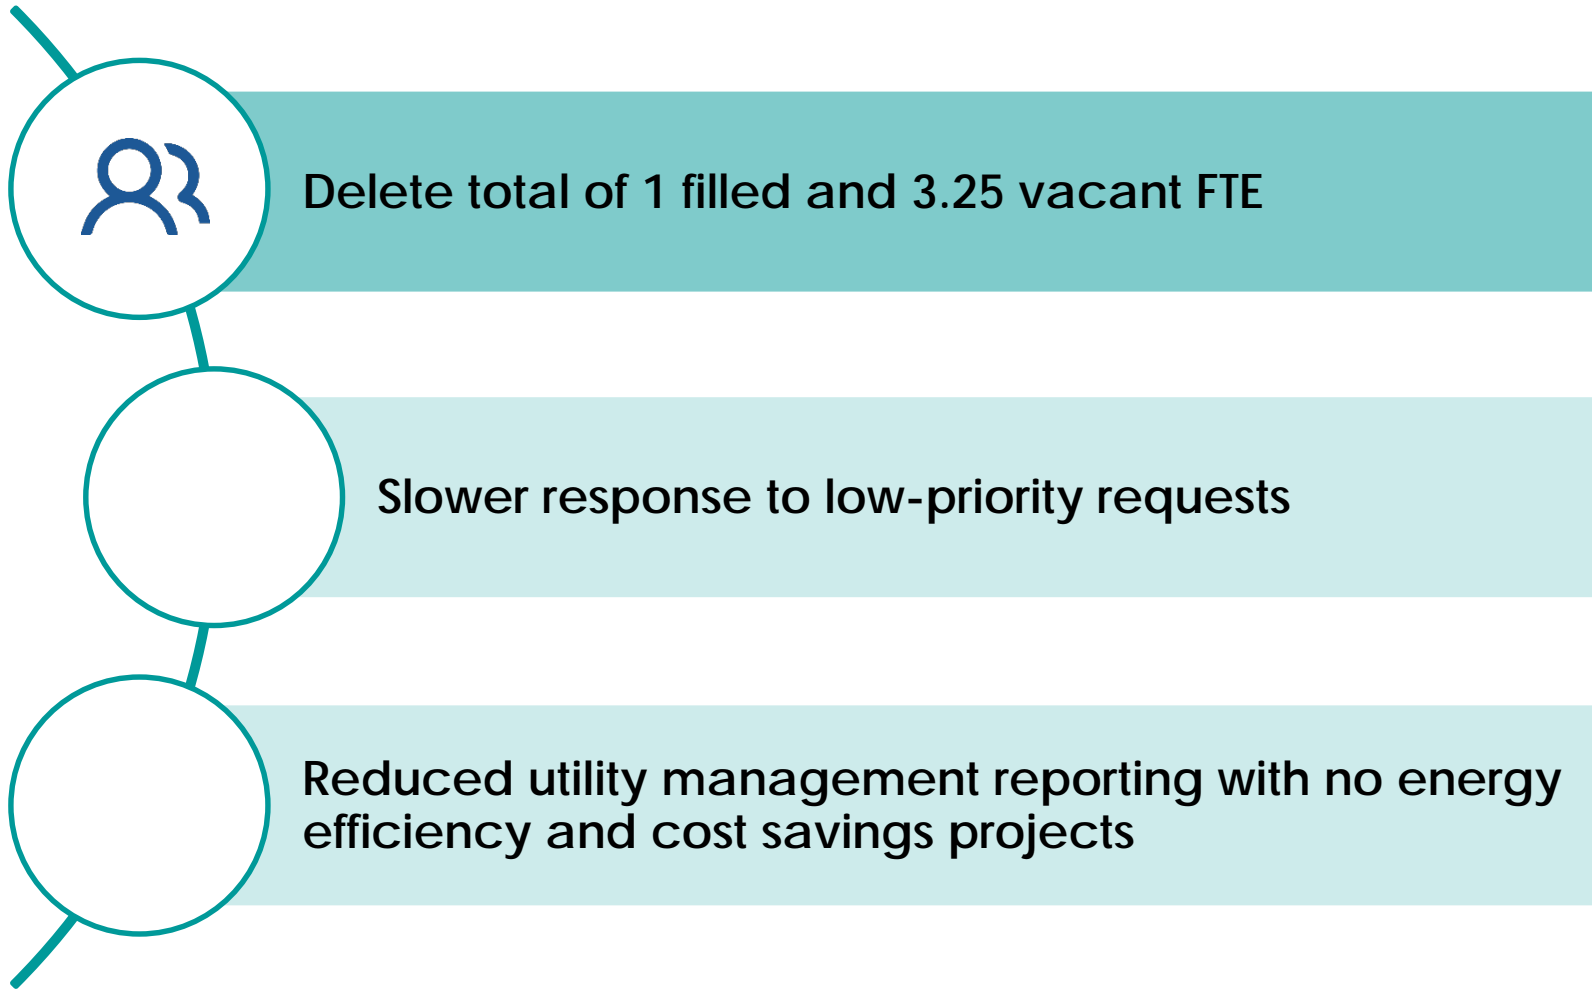 Delete total of 1 filled and 3.25 vacant FTE
Slower response to low-priority requests
Reduced utility management reporting with no energy
efficiency and cost savings projects